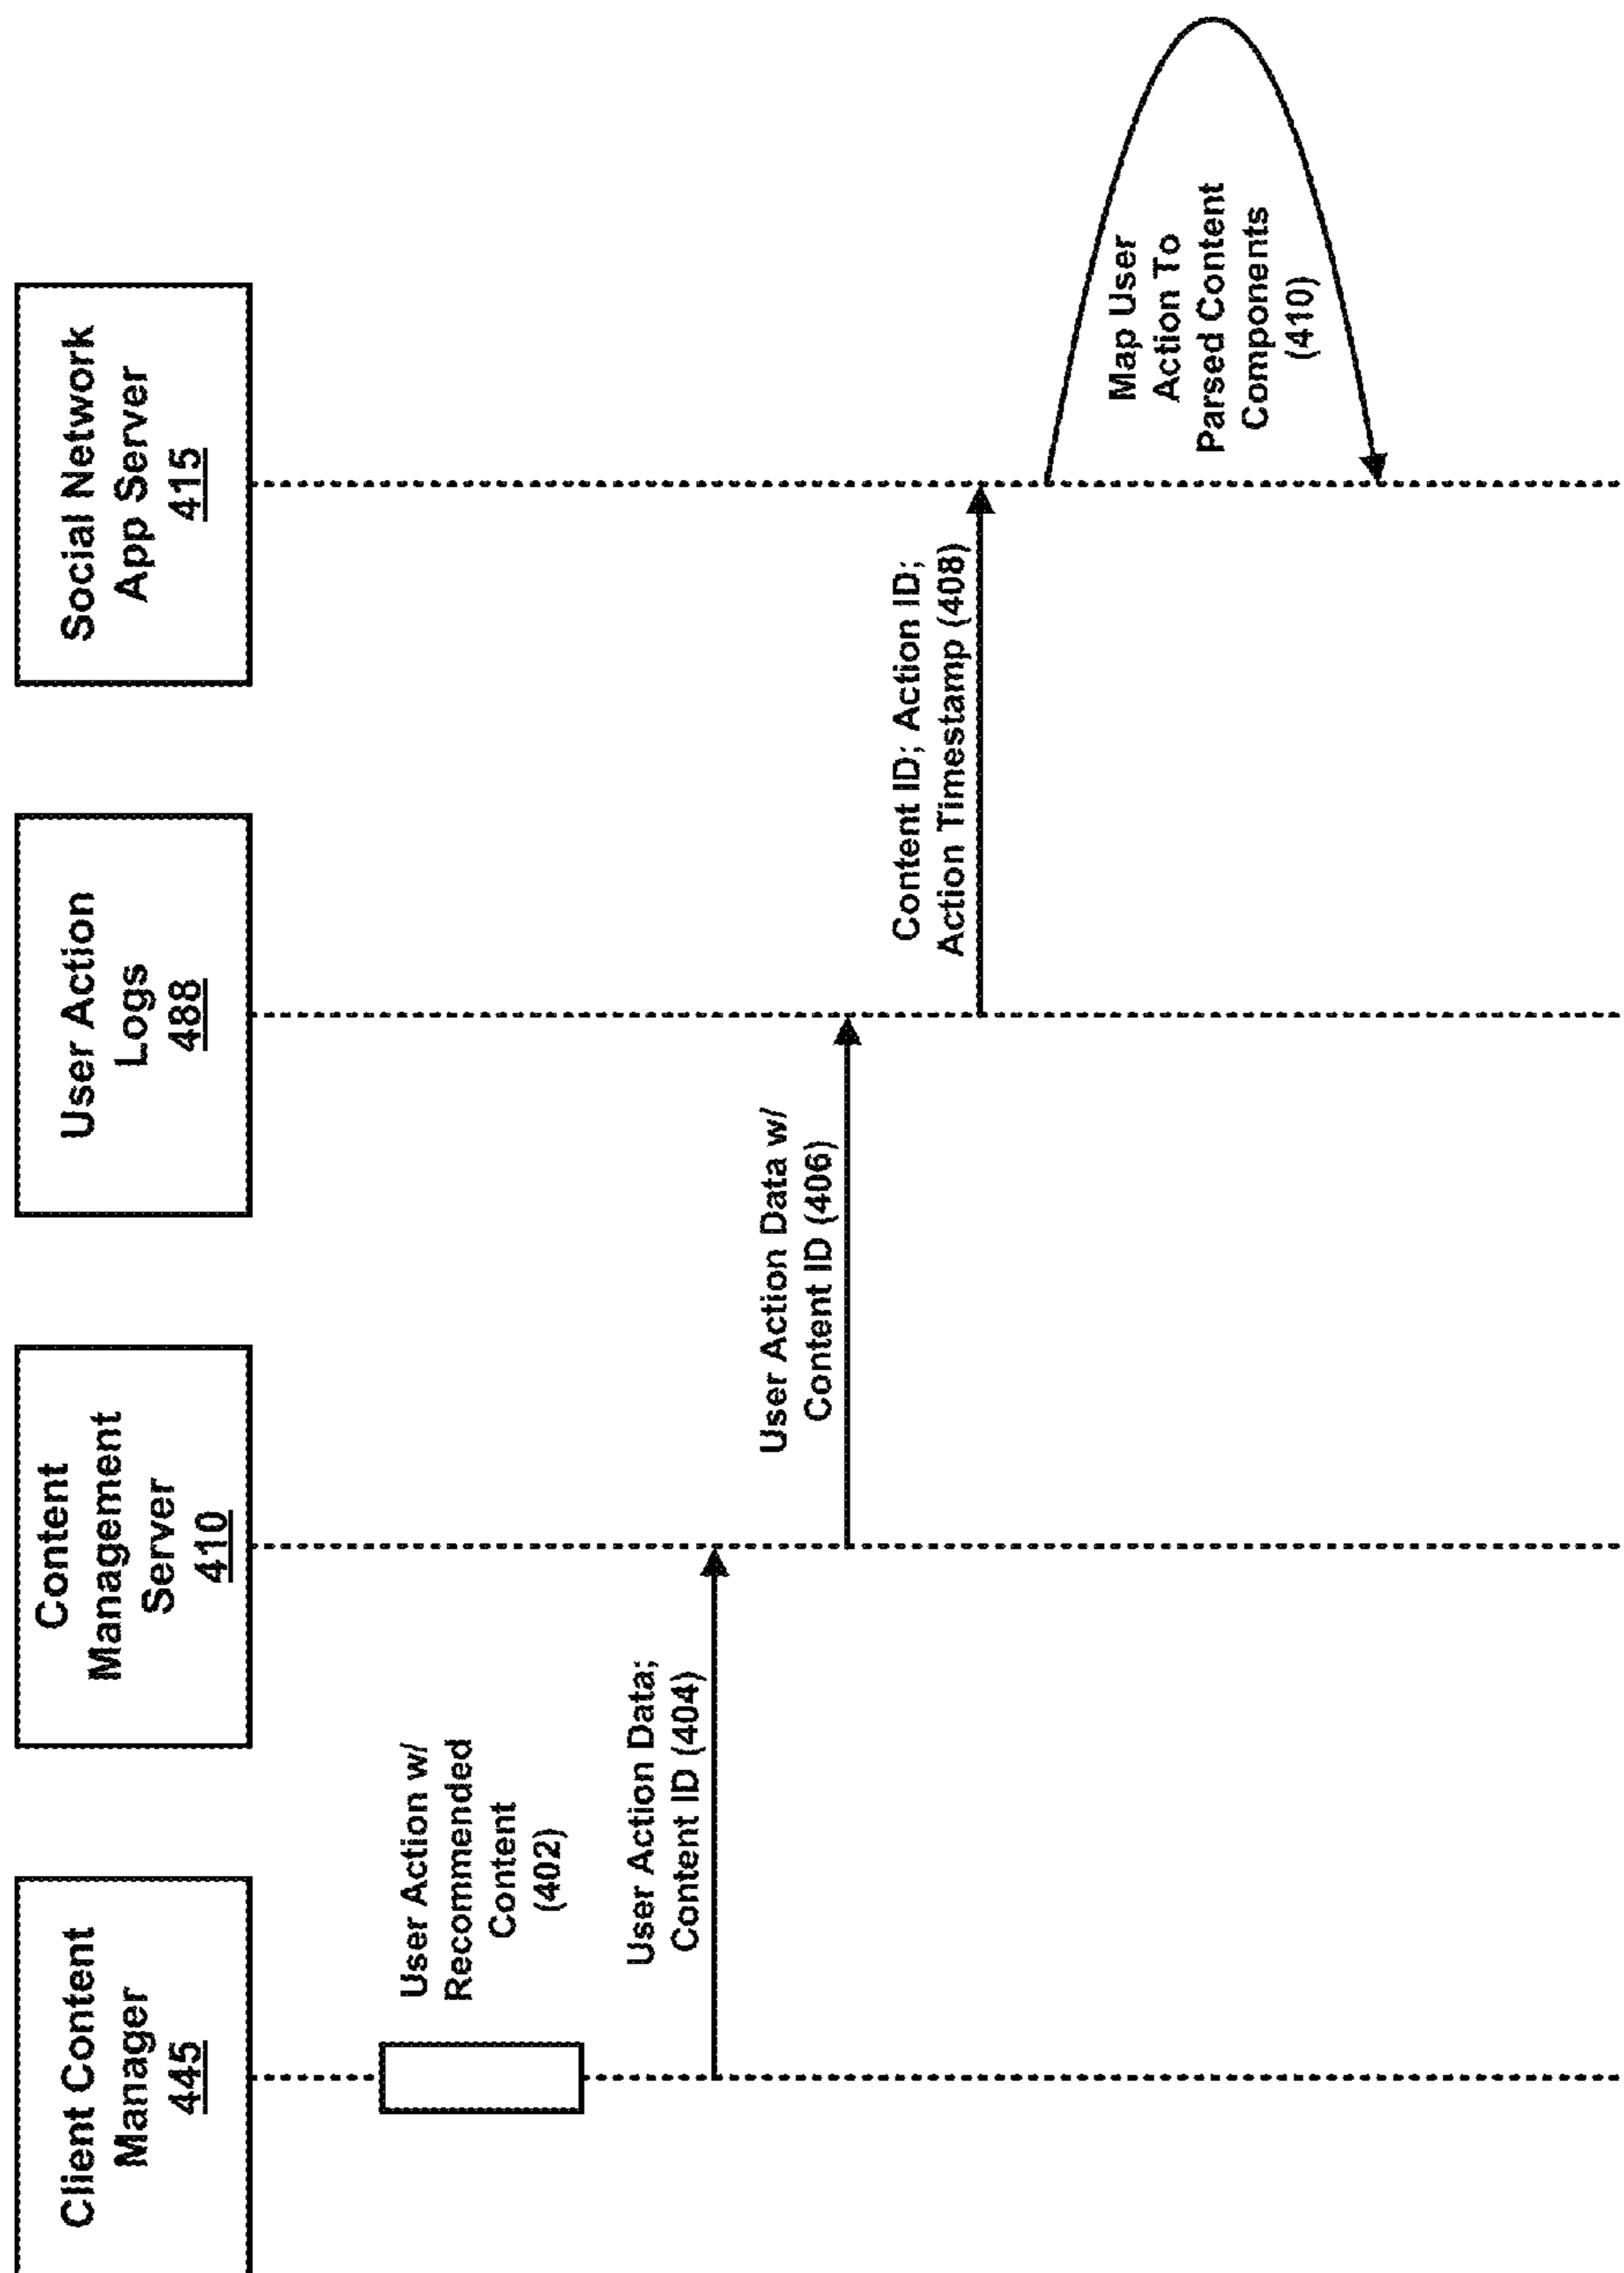 Client Content
Manager
445
Content
Management
Server
410
User Action
Logs
488
Social Network
App Server
415
User Action w/
Recommended
Content
(402)
User Action Data;
Content ID (404)
User Action Data w/
Content ID (406)
Content ID; Action ID;
Action Timestamp (408)
Map User
Action To
Parsed Content
Components
(410)